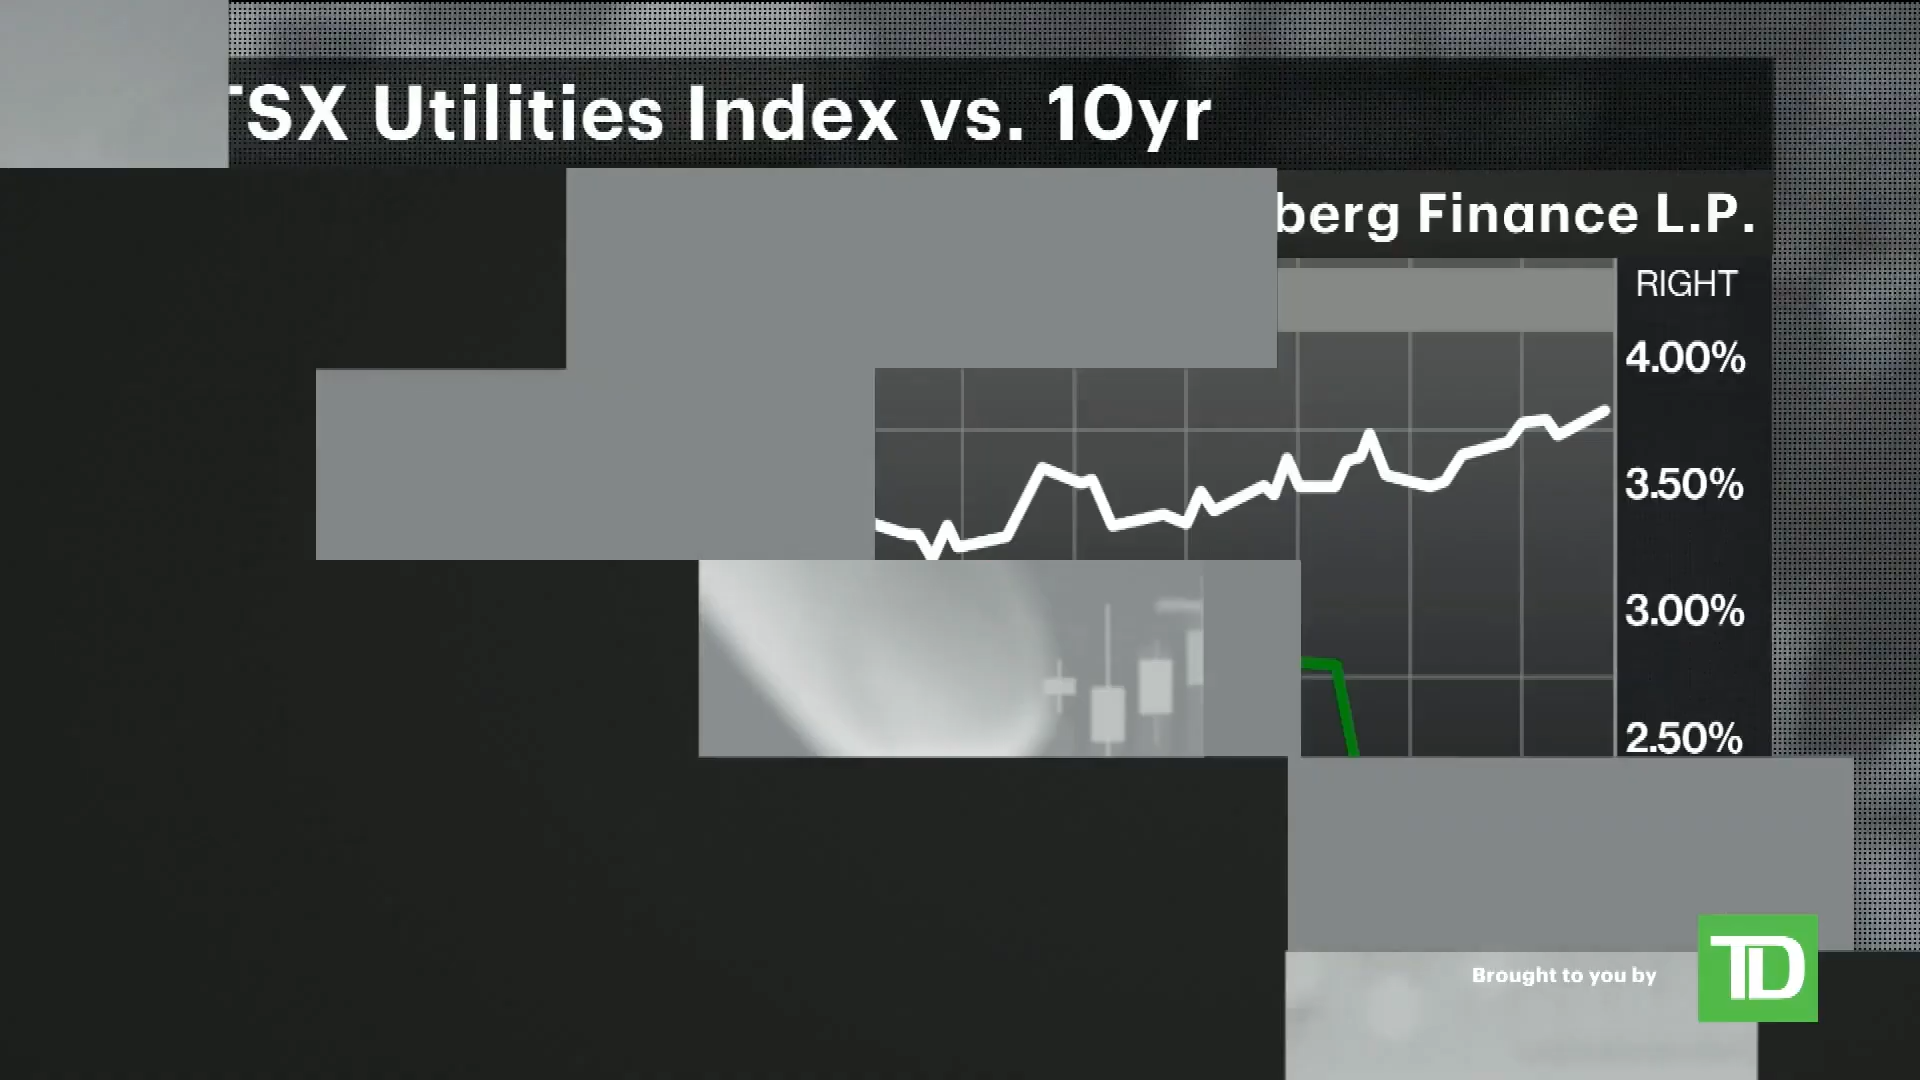 TSX Utilities Index vs. 10yr
berg Finance L.P.
RIGHT
4.00%
3.50%
3.00%
2.50%
Brought to you by
TD